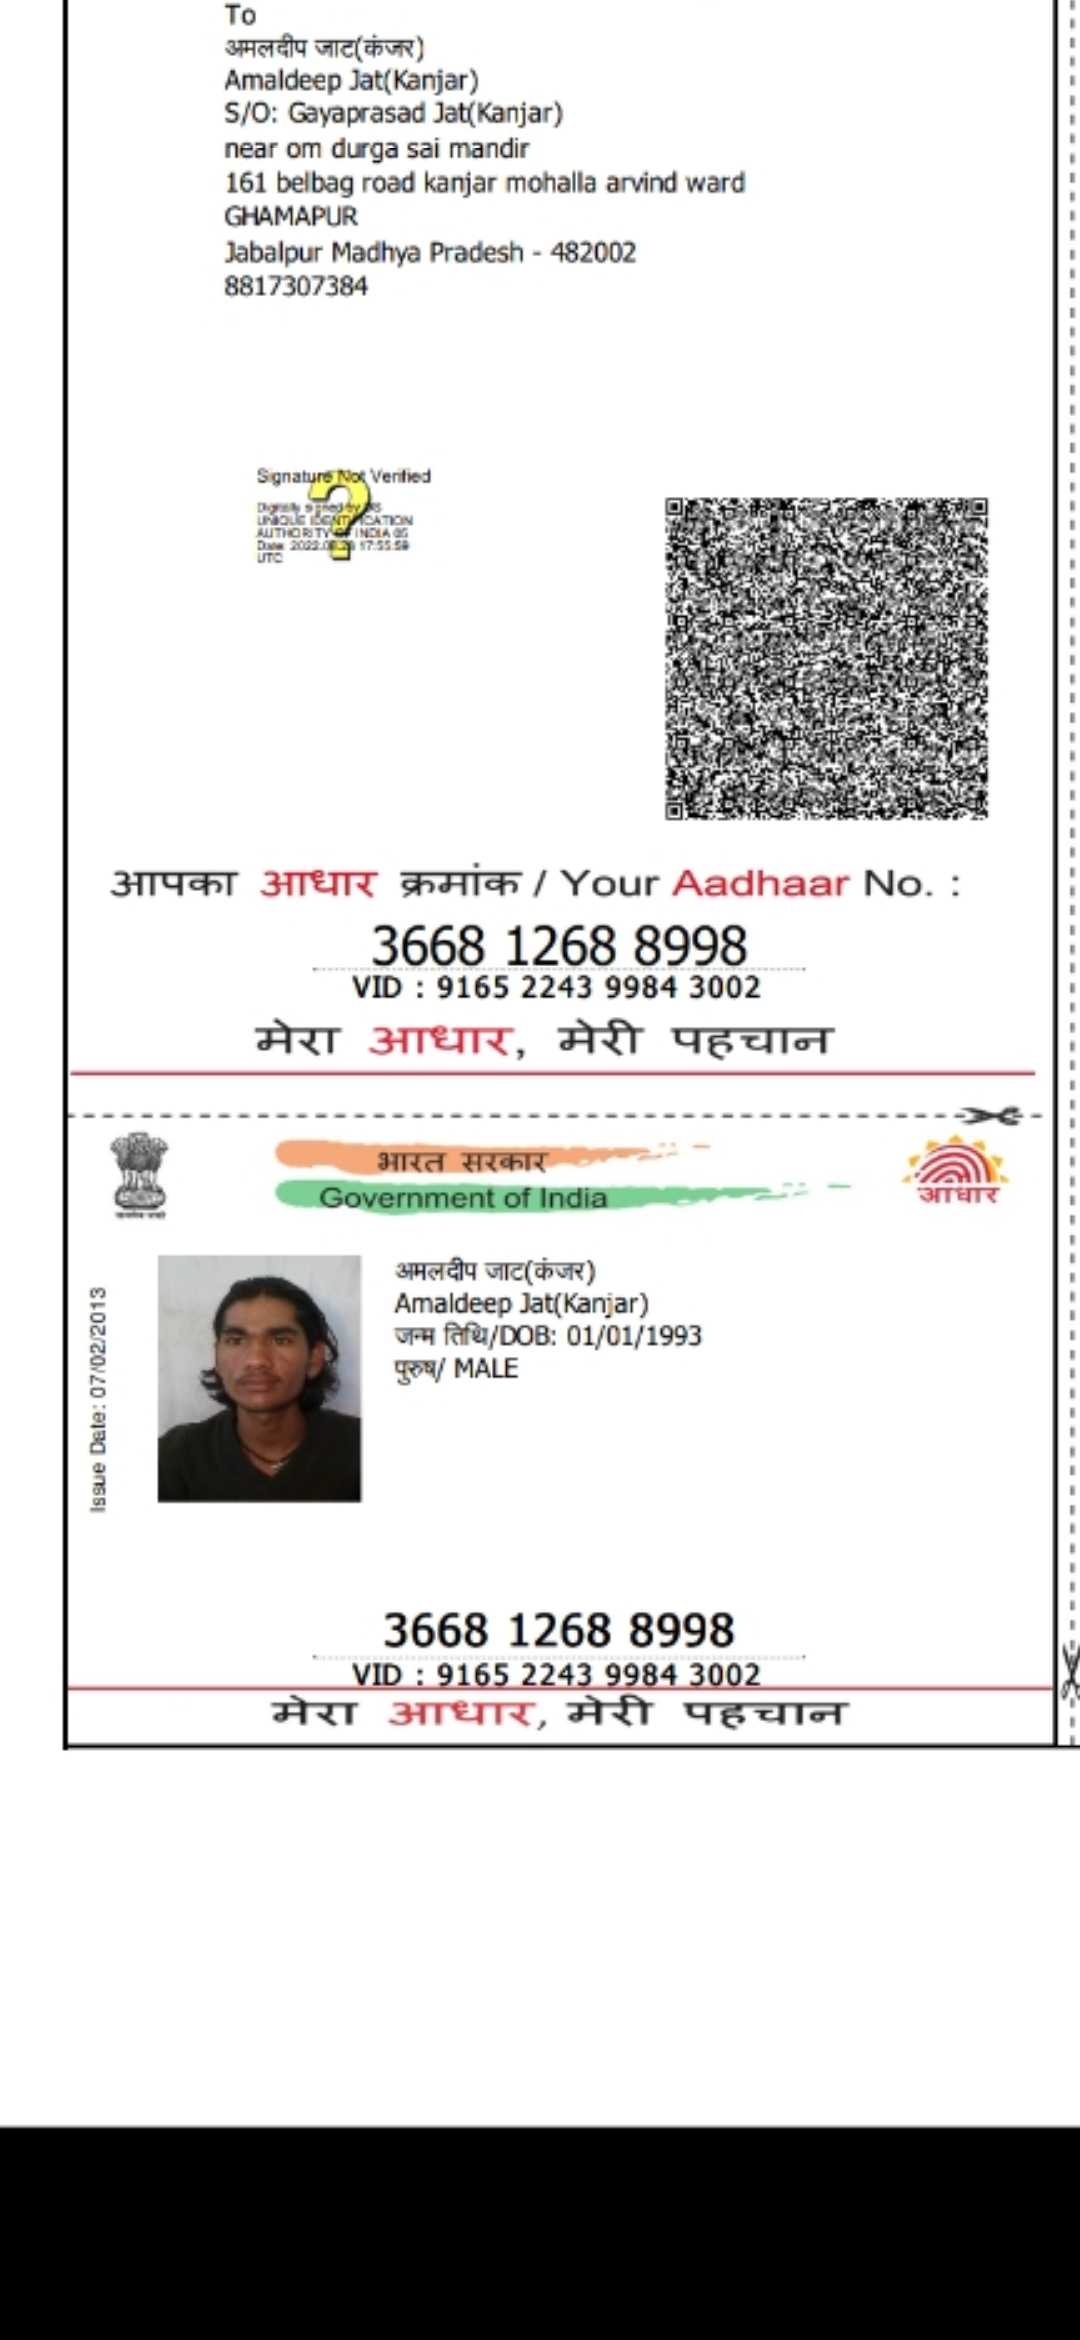 To
अमलदीप जाट(कंजर)
Amaldeep Jat(Kanjar)
S/O: Gayaprasad Jat(Kanjar)
near om durga sai mandir
161 belbag road kanjar mohalla arvind ward
GHAMAPUR
Jabalpur Madhya Pradesh - 482002
8817307384
Signature Not Verified
Digitally signed by DS
UNIQUE IDENTIFICATION
AUTHORITY OF INDIA 05
Date: 17:55:59
UTC
आपका आधार क्रमांक / Your Aadhaar No. :
3668 1268 8998
VID : 9165 2243 9984 3002
मेरा आधार, मेरी पहचान
भारत सरकार
Government of India
आधार
Issue Date: 07/02/2013
अमलदीप जाट(कंजर)
Amaldeep Jat(Kanjar)
जन्म तिथि/DOB: 01/01/1993
पुरुष/ MALE
3668 1268 8998
VID : 9165 2243 9984 3002
मेरा आधार, मेरी पहचान